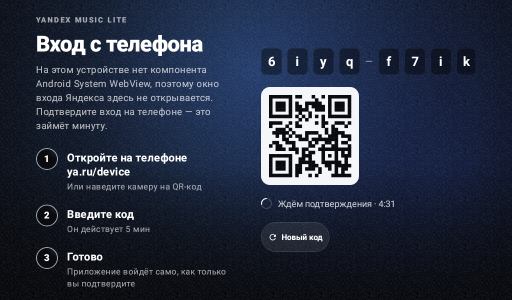 YANDEX MUSIC LITE
Вход с телефона
На этом устройстве нет компонента
Android System WebView, поэтому окно
входа Яндекса здесь не открывается.
Подтвердите вход на телефоне — это
займёт минуту.
1 Откройте на телефоне
ya.ru/device
Или наведите камеру на QR-код
2 Введите код
Он действует 5 мин
3 Готово
Приложение войдёт само, как только
вы подтвердите
6 i y q – f 7 i k
Ждём подтверждения · 4:31
Новый код